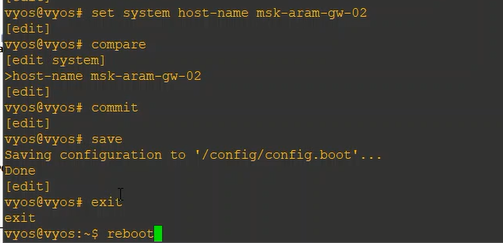 vyos@vyos# set system host-name msk-aram-gw-02
[edit]
vyos@vyos# compare
[edit system]
>host-name msk-aram-gw-02
[edit]
vyos@vyos# commit
[edit]
vyos@vyos# save
Saving configuration to '/config/config.boot'...
Done
[edit]
vyos@vyos# exit
exit
vyos@vyos:~$ reboot